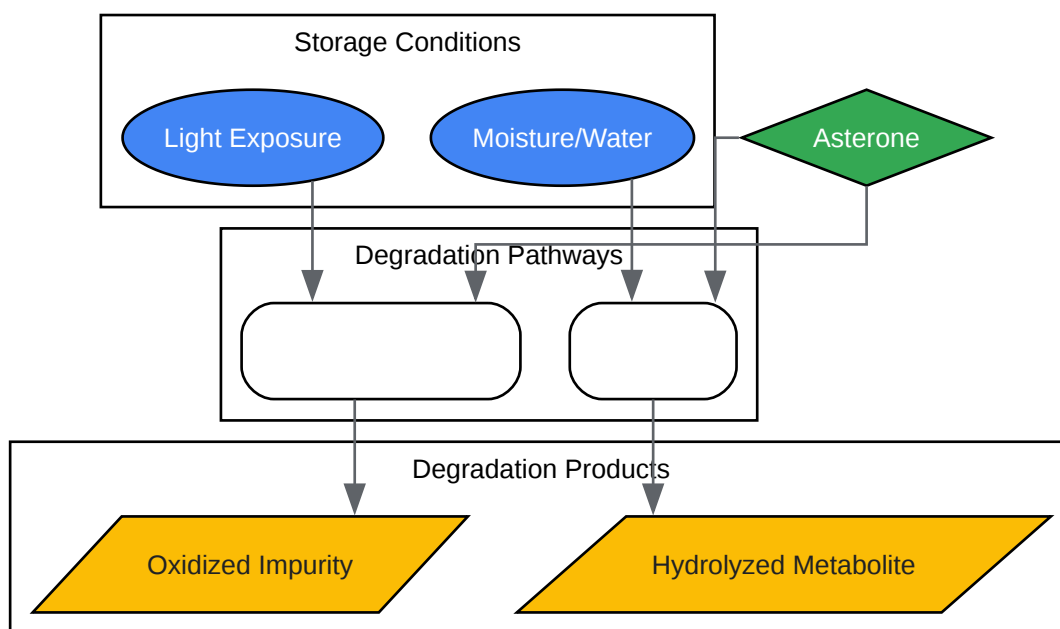 Storage Conditions
Light Exposure
Moisture/Water
Asterone
Degradation Pathways
Degradation Products
Oxidized Impurity
Hydrolyzed Metabolite